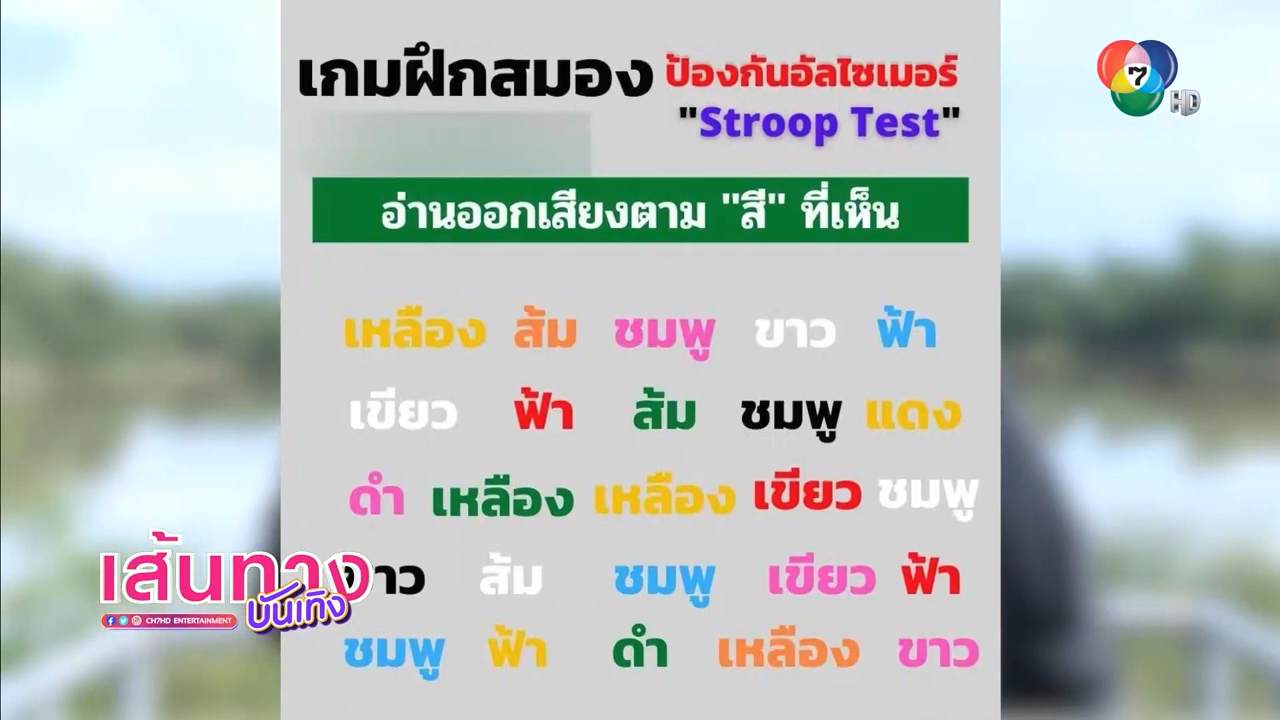 เกมฝึกสมอง ป้องกันอัลไซเมอร์
"Stroop Test"
7 HD
อ่านออกเสียงตาม "สี" ที่เห็น
เหลือง ส้ม ชมพู ขาว ฟ้า
เขียว ฟ้า ส้ม ชมพู แดง
ดำ เหลือง เหลือง เขียว ชมพู
ส้ม ชมพู เขียว ฟ้า
ชมพู ฟ้า ดำ เหลือง ขาว
เส้นทาง
บันเทิง
CH7HD ENTERTAINMENT